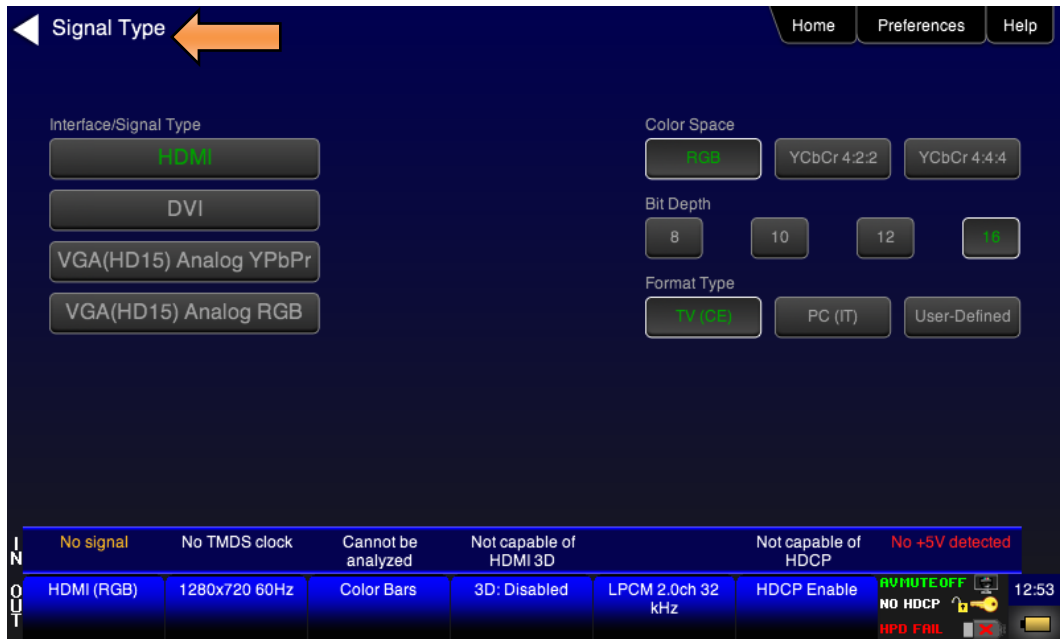 Signal Type
Home Preferences Help
Interface/Signal Type
HDMI
DVI
VGA(HD15) Analog YPbPr
VGA(HD15) Analog RGB
Color Space
RGB YCbCr 4:2:2 YCbCr 4:4:4
Bit Depth
8 10 12 16
Format Type
TV (CE) PC (IT) User-Defined
IN
No signal No TMDS clock Cannot be Not capable of Not capable of No +5V detected
analyzed HDMI 3D HDCP
OUT
HDMI (RGB) 1280x720 60Hz Color Bars 3D: Disabled LPCM 2.0ch 32 HDCP Enable AVMUTEOFF 12:53
kHz NO HDCP
HPD FAIL